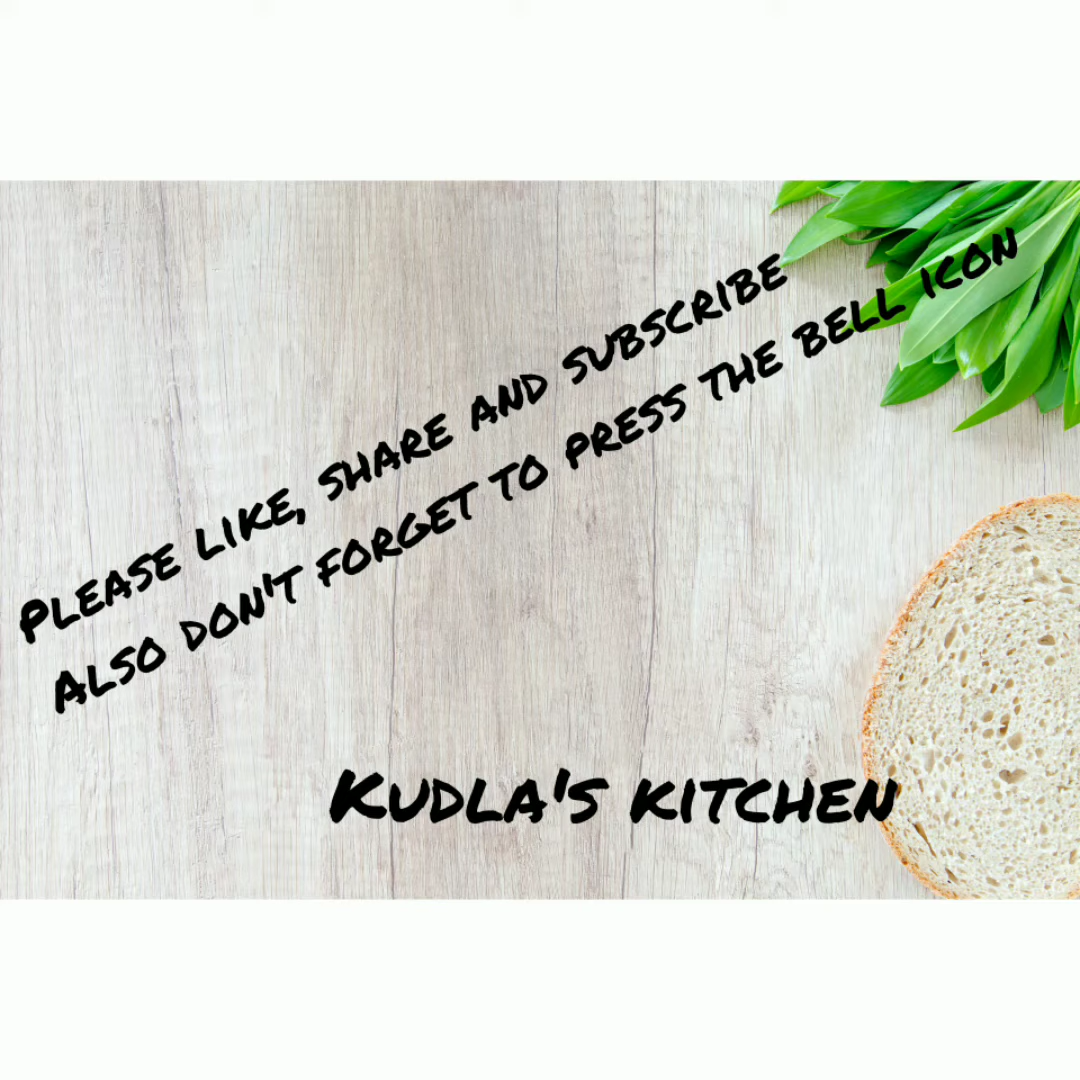 Please like, share and subscribe
Also don't forget to press the bell icon
Kudla's kitchen